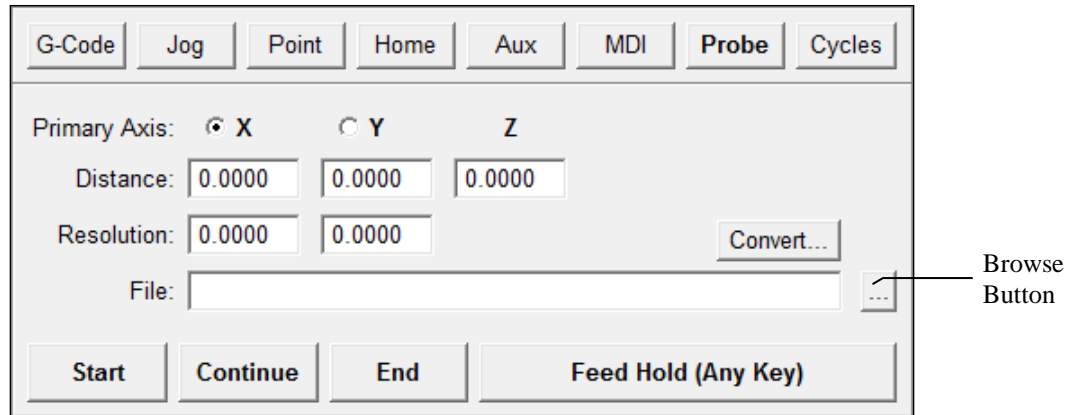 G-Code Jog Point Home Aux MDI Probe Cycles
Primary Axis: X Y Z
Distance: 0.0000 0.0000 0.0000
Resolution: 0.0000 0.0000 Convert...
File: ...
Browse
Button
Start Continue End Feed Hold (Any Key)